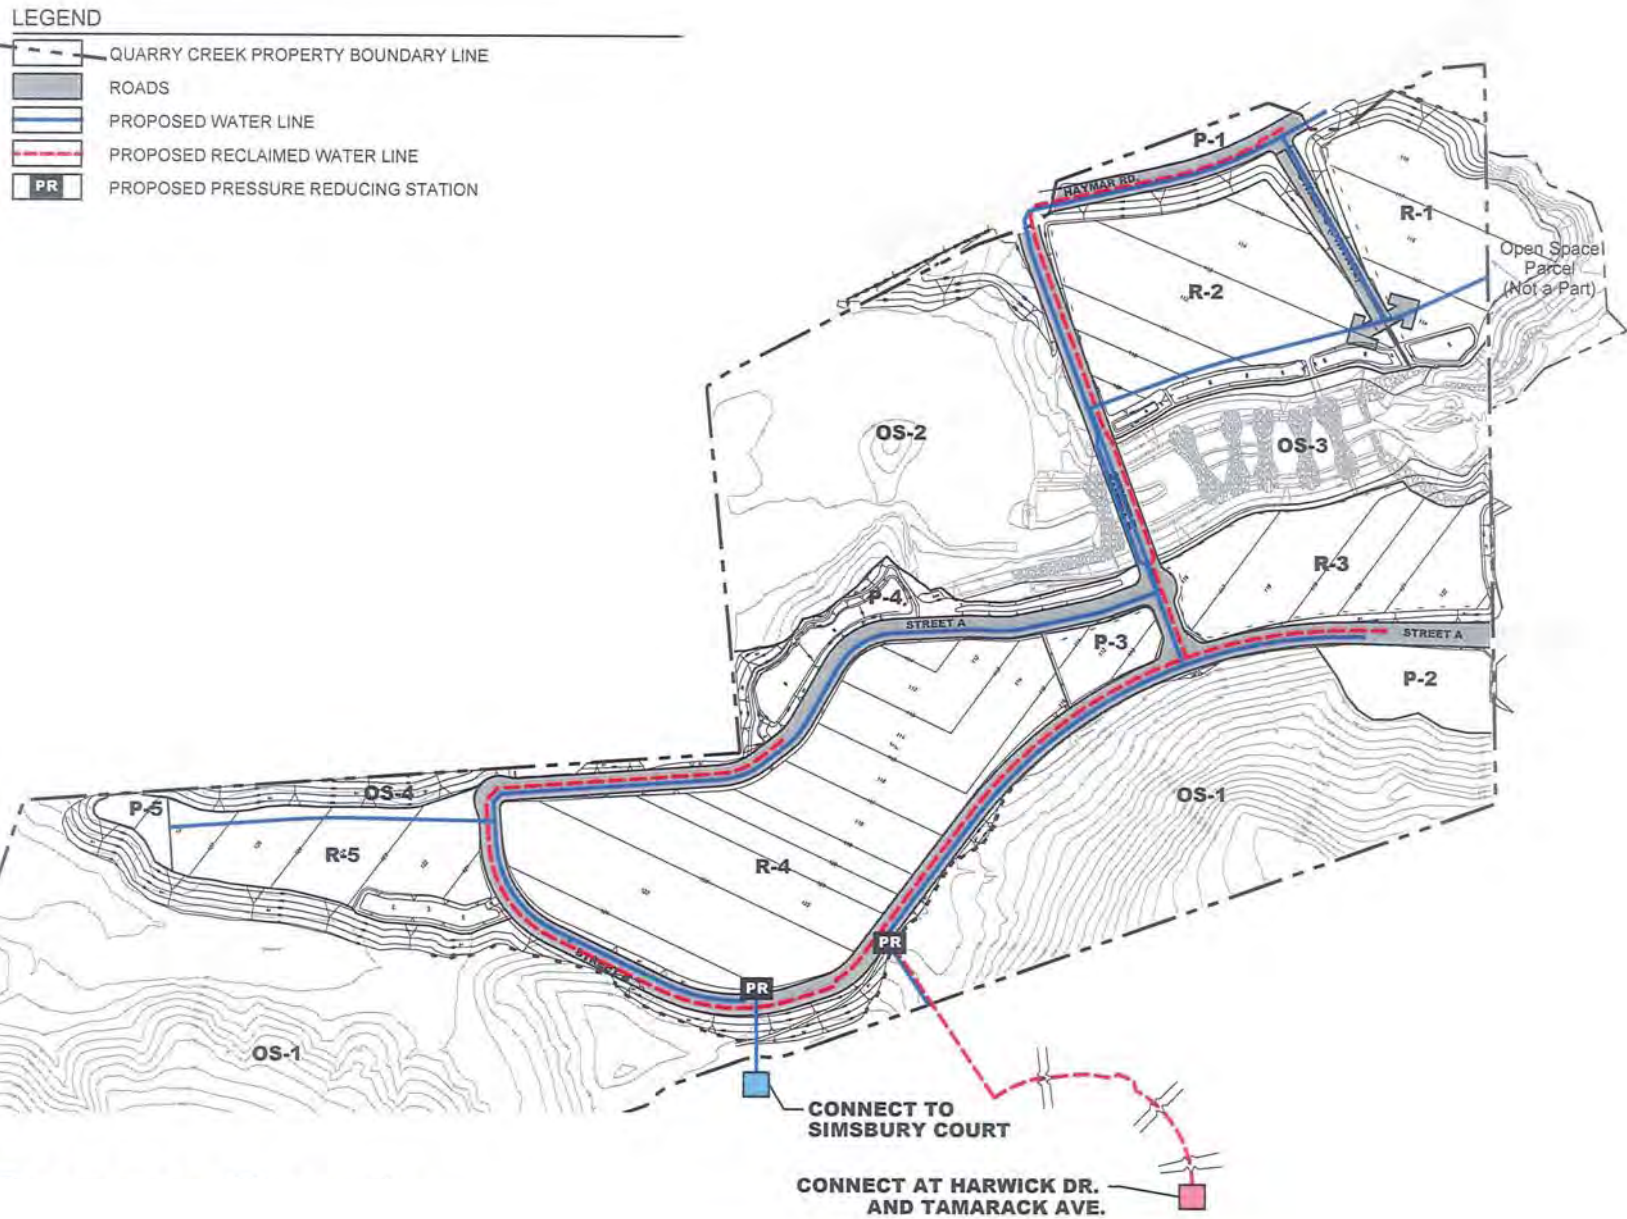 LEGEND
QUARRY CREEK PROPERTY BOUNDARY LINE
ROADS
PROPOSED WATER LINE
PROPOSED RECLAIMED WATER LINE
PR PROPOSED PRESSURE REDUCING STATION
P-1
HAYMAR RD.
R-1
Open Space
Parcel
(Not a Part)
R-2
OS-2
OS-3
R-3
P-4
STREET A
STREET A
P-3
P-2
OS-4
P-5
OS-1
R-5
R-4
PR
PR
OS-1
CONNECT TO
SIMSBURY COURT
CONNECT AT HARWICK DR.
AND TAMARACK AVE.